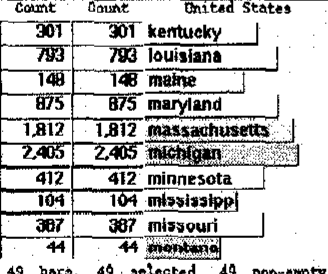 Count Count United States
301 301 kentucky
793 793 louisiana
148 148 maine
875 875 maryland
1,812 1,812 massachusetts
2,405 2,405 michigan
412 412 minnesota
104 104 mississippi
387 387 missouri
44 44 montana
49 bars, 49 selected, 49 non-empty